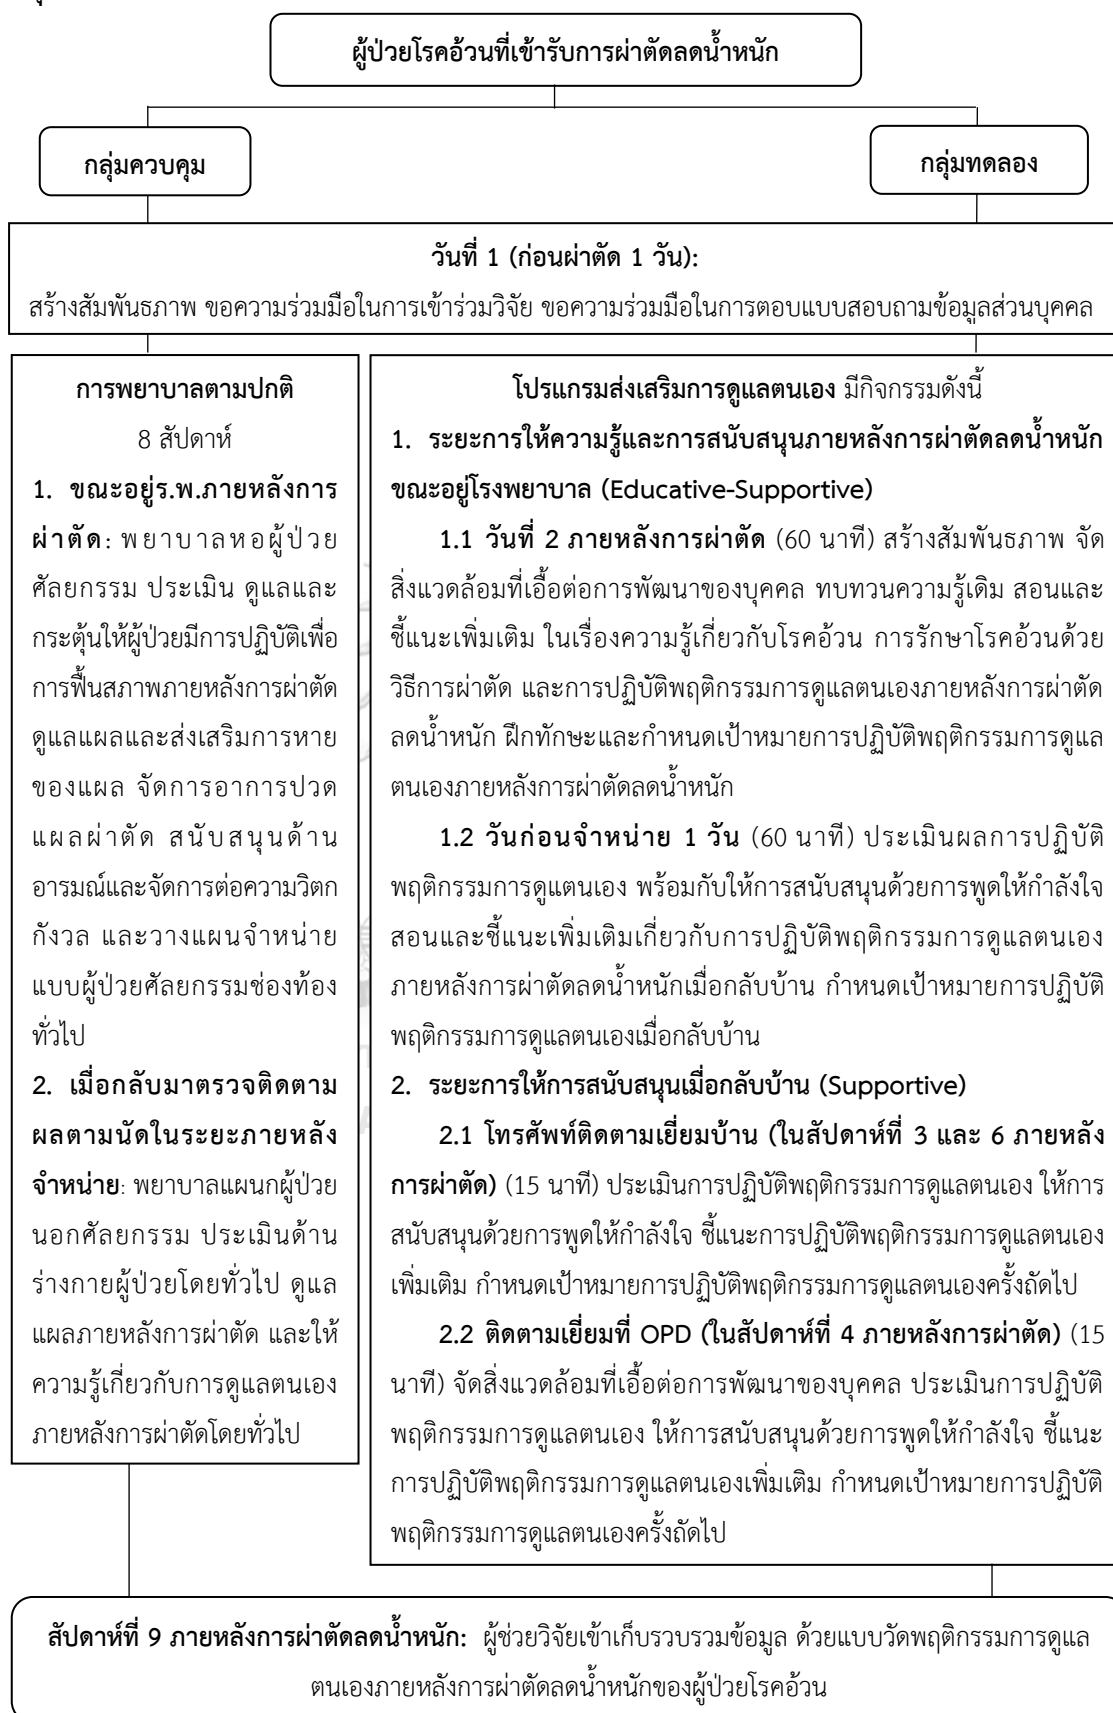 ผู้ป่วยโรคอ้วนที่เข้ารับการผ่าตัดลดน้ำหนัก
กลุ่มควบคุม
กลุ่มทดลอง
วันที่ 1 (ก่อนผ่าตัด 1 วัน):
สร้างสัมพันธภาพ ขอความร่วมมือในการเข้าร่วมวิจัย ขอความร่วมมือในการตอบแบบสอบถามข้อมูลส่วนบุคคล
การพยาบาลตามปกติ
8 สัปดาห์
1. ขณะอยู่ร.พ.ภายหลังการ
ผ่าตัด: พยาบาลหอผู้ป่วย
ศัลยกรรม ประเมิน ดูแลและ
กระตุ้นให้ผู้ป่วยมีการปฏิบัติเพื่อ
การฟื้นสภาพภายหลังการผ่าตัด
ดูแลแผลและส่งเสริมการหาย
ของแผล จัดการอาการปวด
แผลผ่าตัด สนับสนุนด้าน
อารมณ์และจัดการต่อความวิตก
กังวล และวางแผนจำหน่าย
แบบผู้ป่วยศัลยกรรมช่องท้อง
ทั่วไป
2. เมื่อกลับมาตรวจติดตาม
ผลตามนัดในระยะภายหลัง
จำหน่าย: พยาบาลแผนกผู้ป่วย
นอกศัลยกรรม ประเมินด้าน
ร่างกายผู้ป่วยโดยทั่วไป ดูแล
แผลภายหลังการผ่าตัด และให้
ความรู้เกี่ยวกับการดูแลตนเอง
ภายหลังการผ่าตัดโดยทั่วไป
โปรแกรมส่งเสริมการดูแลตนเอง มีกิจกรรมดังนี้
1. ระยะการให้ความรู้และการสนับสนุนภายหลังการผ่าตัดลดน้ำหนัก
ขณะอยู่โรงพยาบาล (Educative-Supportive)
1.1 วันที่ 2 ภายหลังการผ่าตัด (60 นาที) สร้างสัมพันธภาพ จัด
สิ่งแวดล้อมที่เอื้อต่อการพัฒนาของบุคคล ทบทวนความรู้เดิม สอนและ
ชี้แนะเพิ่มเติม ในเรื่องความรู้เกี่ยวกับโรคอ้วน การรักษาโรคอ้วนด้วย
วิธีการผ่าตัด และการปฏิบัติพฤติกรรมการดูแลตนเองภายหลังการผ่าตัด
ลดน้ำหนัก ฝึกทักษะและกำหนดเป้าหมายการปฏิบัติพฤติกรรมการดูแล
ตนเองภายหลังการผ่าตัดลดน้ำหนัก
1.2 วันก่อนจำหน่าย 1 วัน (60 นาที) ประเมินผลการปฏิบัติ
พฤติกรรมการดูแตนเอง พร้อมกับให้การสนับสนุนด้วยการพูดให้กำลังใจ
สอนและชี้แนะเพิ่มเติมเกี่ยวกับการปฏิบัติพฤติกรรมการดูแลตนเอง
ภายหลังการผ่าตัดลดน้ำหนักเมื่อกลับบ้าน กำหนดเป้าหมายการปฏิบัติ
พฤติกรรมการดูแลตนเองเมื่อกลับบ้าน
2. ระยะการให้การสนับสนุนเมื่อกลับบ้าน (Supportive)
2.1 โทรศัพท์ติดตามเยี่ยมบ้าน (ในสัปดาห์ที่ 3 และ 6 ภายหลัง
การผ่าตัด) (15 นาที) ประเมินการปฏิบัติพฤติกรรมการดูแลตนเอง ให้การ
สนับสนุนด้วยการพูดให้กำลังใจ ชี้แนะการปฏิบัติพฤติกรรมการดูแลตนเอง
เพิ่มเติม กำหนดเป้าหมายการปฏิบัติพฤติกรรมการดูแลตนเองครั้งถัดไป
2.2 ติดตามเยี่ยมที่ OPD (ในสัปดาห์ที่ 4 ภายหลังการผ่าตัด) (15
นาที) จัดสิ่งแวดล้อมที่เอื้อต่อการพัฒนาของบุคคล ประเมินการปฏิบัติ
พฤติกรรมการดูแลตนเอง ให้การสนับสนุนด้วยการพูดให้กำลังใจ ชี้แนะ
การปฏิบัติพฤติกรรมการดูแลตนเองเพิ่มเติม กำหนดเป้าหมายการปฏิบัติ
พฤติกรรมการดูแลตนเองครั้งถัดไป
สัปดาห์ที่ 9 ภายหลังการผ่าตัดลดน้ำหนัก: ผู้ช่วยวิจัยเข้าเก็บรวบรวมข้อมูล ด้วยแบบวัดพฤติกรรมการดูแล
ตนเองภายหลังการผ่าตัดลดน้ำหนักของผู้ป่วยโรคอ้วน